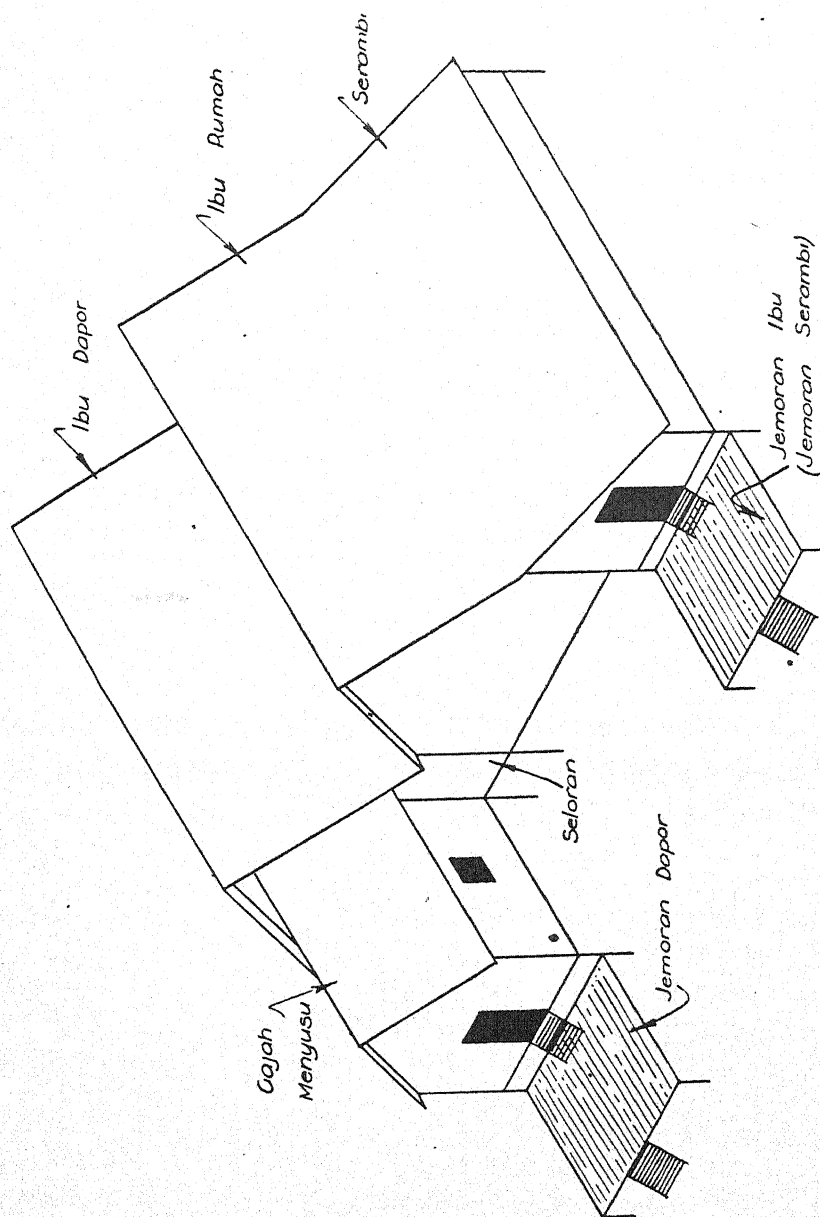 Serambi
Ibu Rumah
Ibu Dapor
Gajah
Menyusu
Seloran
Jemoran Ibu
(Jemoran Serambi)
Jemoran Dapor